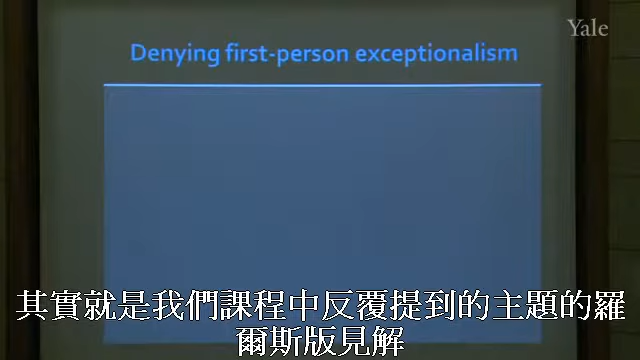 Yale
Denying first-person exceptionalism
其實就是我們課程中反覆提到的主題的羅
爾斯版見解